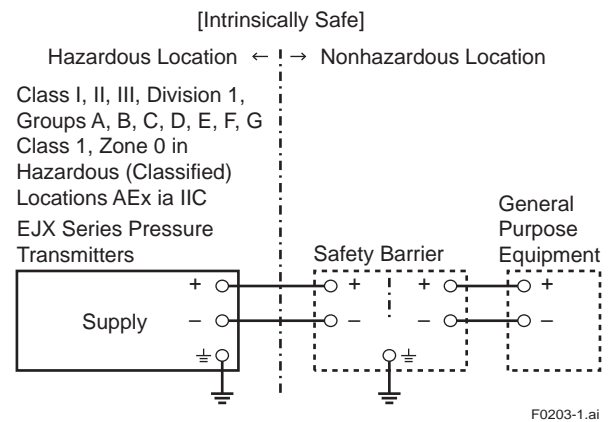 [Intrinsically Safe]
Hazardous Location ← → Nonhazardous Location
Class I, II, III, Division 1,
Groups A, B, C, D, E, F, G
Class 1, Zone 0 in
Hazardous (Classified)
Locations AEx ia IIC
EJX Series Pressure
Transmitters
Safety Barrier
General
Purpose
Equipment
+ + + +
Supply – – – –
F0203-1.ai